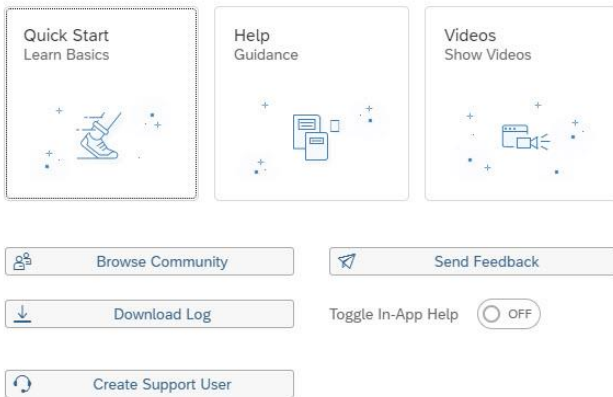 Quick Start
Learn Basics
Help
Guidance
Videos
Show Videos
Browse Community
Send Feedback
Download Log
Toggle In-App Help
OFF
Create Support User